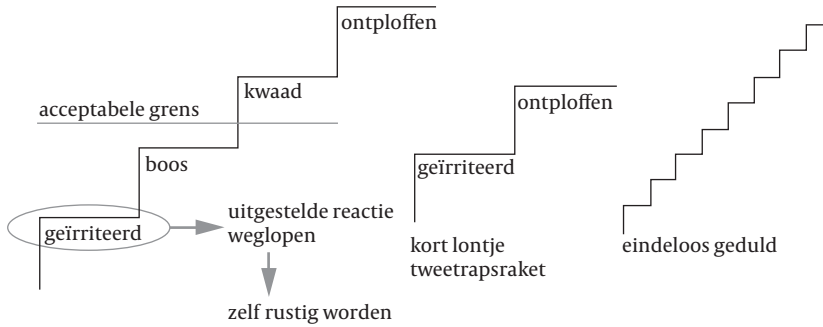 ontploffen
kwaad
acceptabele grens
boos
geïrriteerd
uitgestelde reactie
weglopen
zelf rustig worden
ontploffen
geïrriteerd
kort lontje
tweetrapsraket
eindeloos geduld